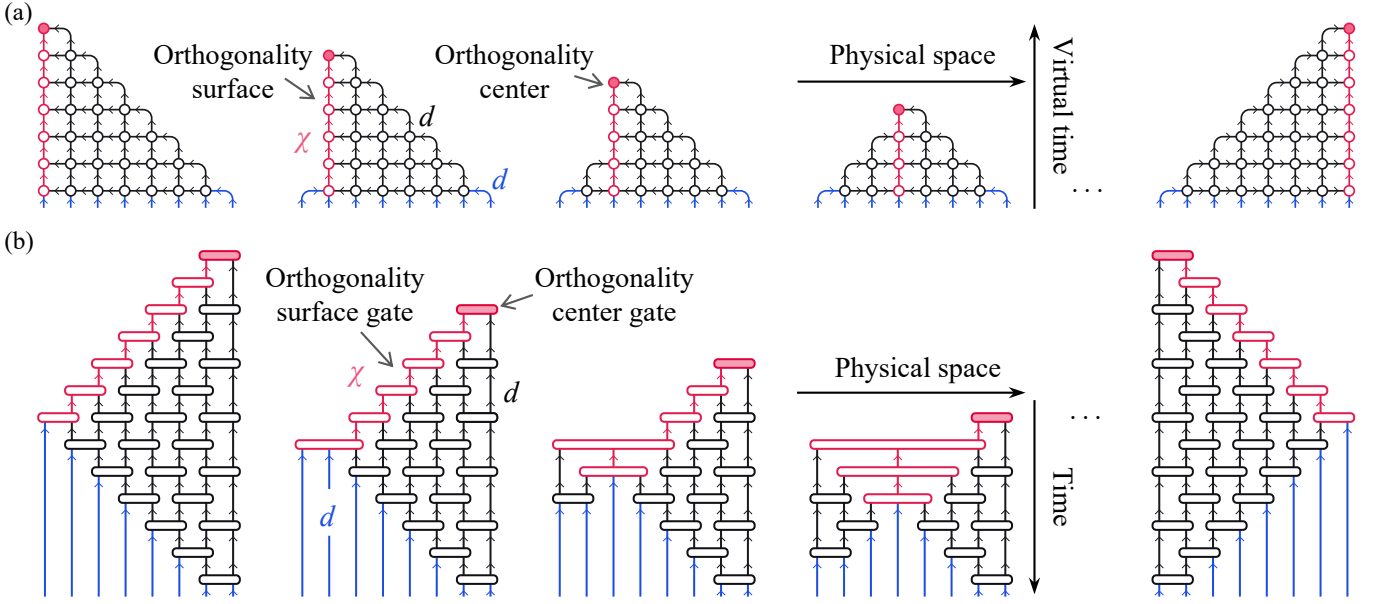 (a)
Orthogonality
surface
χ
d
d
Orthogonality
center
Physical space
Virtual time
...
(b)
Orthogonality
surface gate
χ
d
Orthogonality
center gate
d
Physical space
Time
...